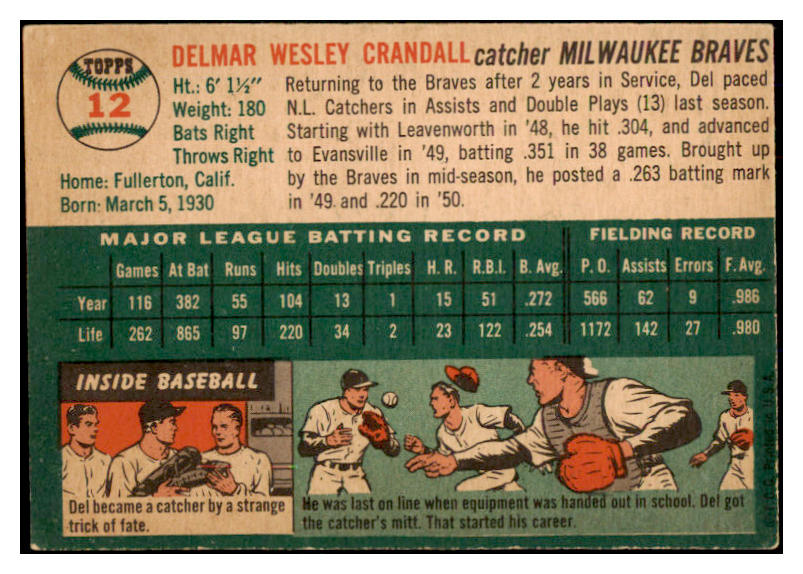 TOPPS
12
DELMAR WESLEY CRANDALL catcher MILWAUKEE BRAVES
Ht.: 6' 1½"
Weight: 180
Bats Right
Throws Right
Home: Fullerton, Calif.
Born: March 5, 1930
Returning to the Braves after 2 years in Service, Del paced
N.L. Catchers in Assists and Double Plays (13) last season.
Starting with Leavenworth in '48, he hit .304, and advanced
to Evansville in '49, batting .351 in 38 games. Brought up
by the Braves in mid-season, he posted a .263 batting mark
in '49 and .220 in '50.
MAJOR LEAGUE BATTING RECORD FIELDING RECORD
Games At Bat Runs Hits Doubles Triples H. R. R.B.I. B. Avg. P. O. Assists Errors F. Avg.
Year 116 382 55 104 13 1 15 51 .272 566 62 9 .986
Life 262 865 97 220 34 2 23 122 .254 1172 142 27 .980
INSIDE BASEBALL
Del became a catcher by a strange
trick of fate.
He was last on line when equipment was handed out in school. Del got
the catcher's mitt. That started his career.
U.S.A.